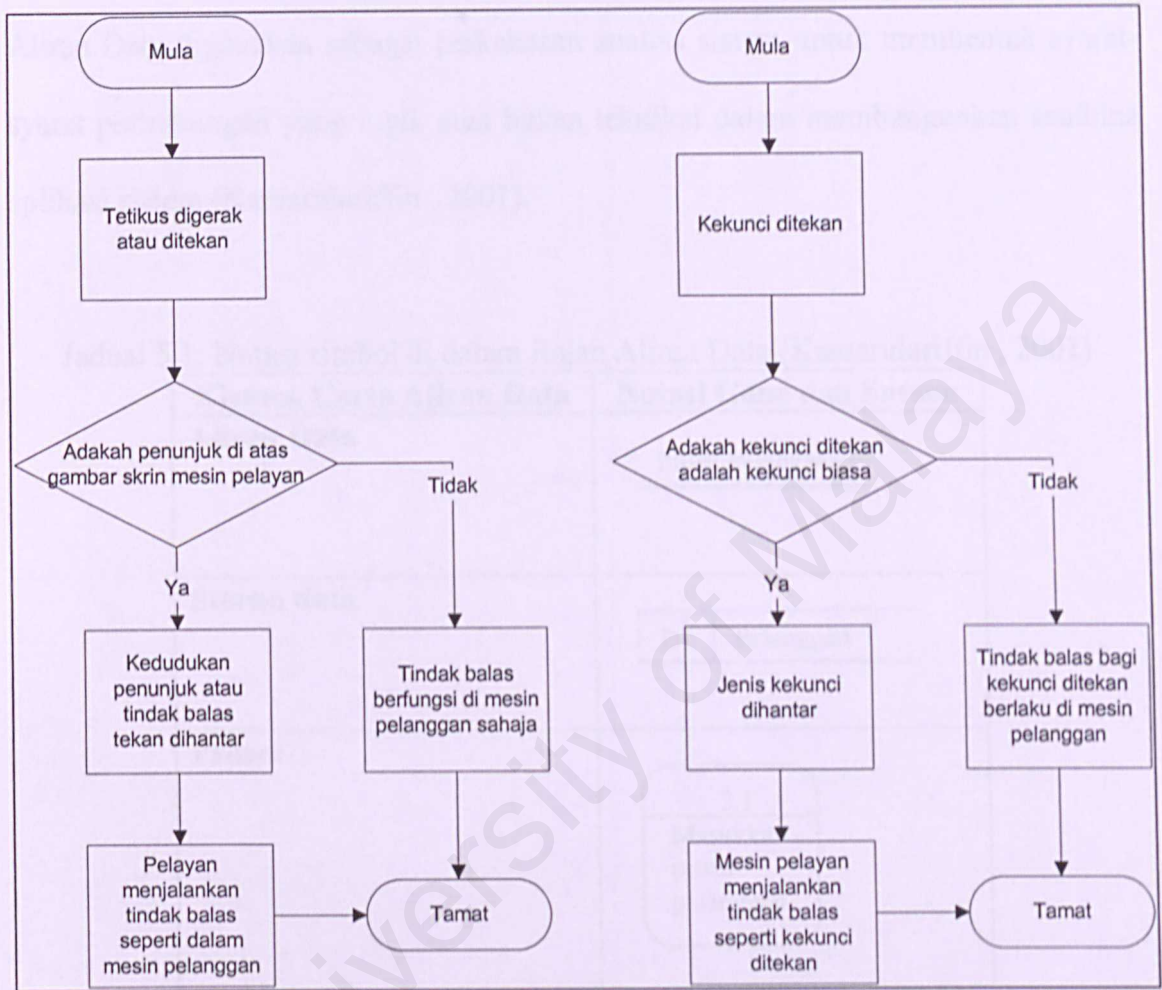 Mula
Tetikus digerak
atau ditekan
Adakah penunjuk di atas
gambar skrin mesin pelayan
Tidak
Ya
Kedudukan
penunjuk atau
tindak balas
tekan dihantar
Tindak balas
berfungsi di mesin
pelanggan sahaja
Pelayan
menjalankan
tindak balas
seperti dalam
mesin pelanggan
Tamat
Mula
Kekunci ditekan
Adakah kekunci ditekan
adalah kekunci biasa
Tidak
Ya
Jenis kekunci
dihantar
Tindak balas bagi
kekunci ditekan
berlaku di mesin
pelanggan
Mesin pelayan
menjalankan
tindak balas
seperti kekunci
ditekan
Tamat
University of Malaya